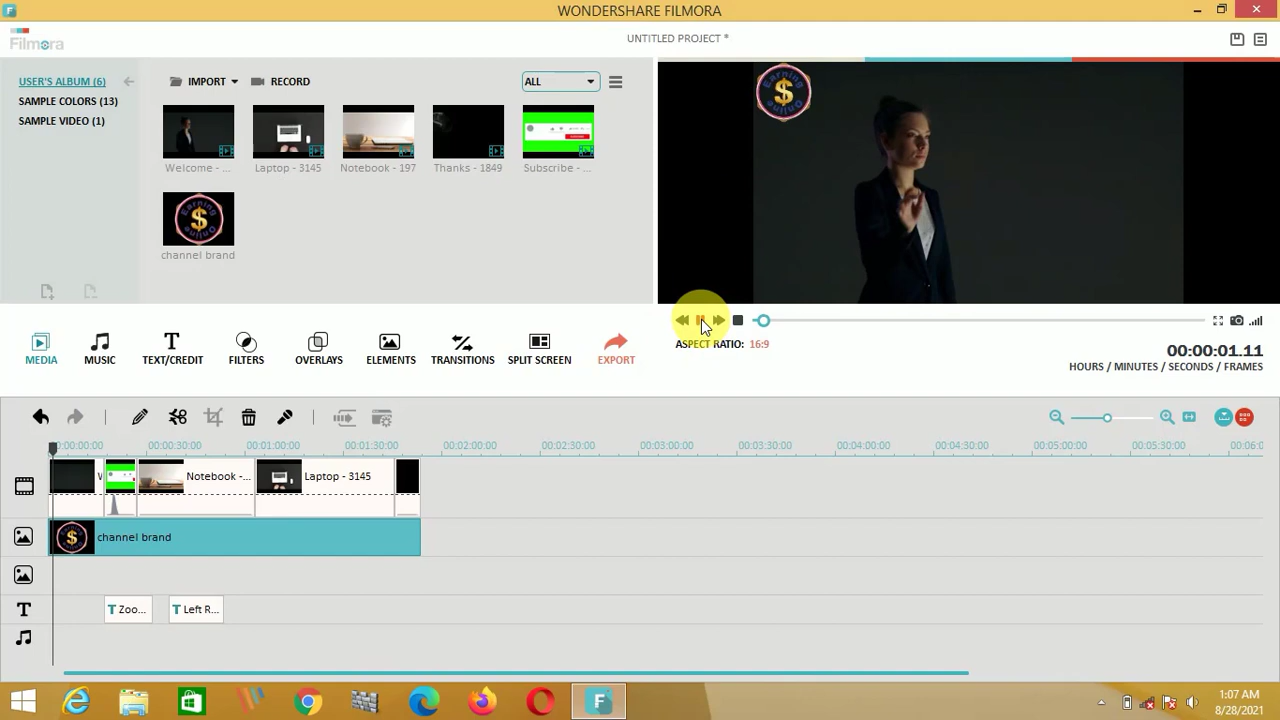 WONDERSHARE FILMORA
Filmora
UNTITLED PROJECT *
USER'S ALBUM (6)
SAMPLE COLORS (13)
SAMPLE VIDEO (1)
IMPORT
RECORD
ALL
Welcome - ...
Laptop - 3145
Notebook - 197
Thanks - 1849
Subscribe - ...
channel brand
Earning
$
Online
MEDIA
MUSIC
TEXT/CREDIT
FILTERS
OVERLAYS
ELEMENTS
TRANSITIONS
SPLIT SCREEN
EXPORT
ASPECT RATIO: 16:9
00:00:01.11
HOURS / MINUTES / SECONDS / FRAMES
00:00:00:00
00:00:30:00
00:01:00:00
00:01:30:00
00:02:00:00
00:02:30:00
00:03:00:00
00:03:30:00
00:04:00:00
00:04:30:00
00:05:00:00
00:05:30:00
00:06:0
Notebook -...
Laptop - 3145
channel brand
T
T Zoo...
T Left R...
1:07 AM
8/28/2021